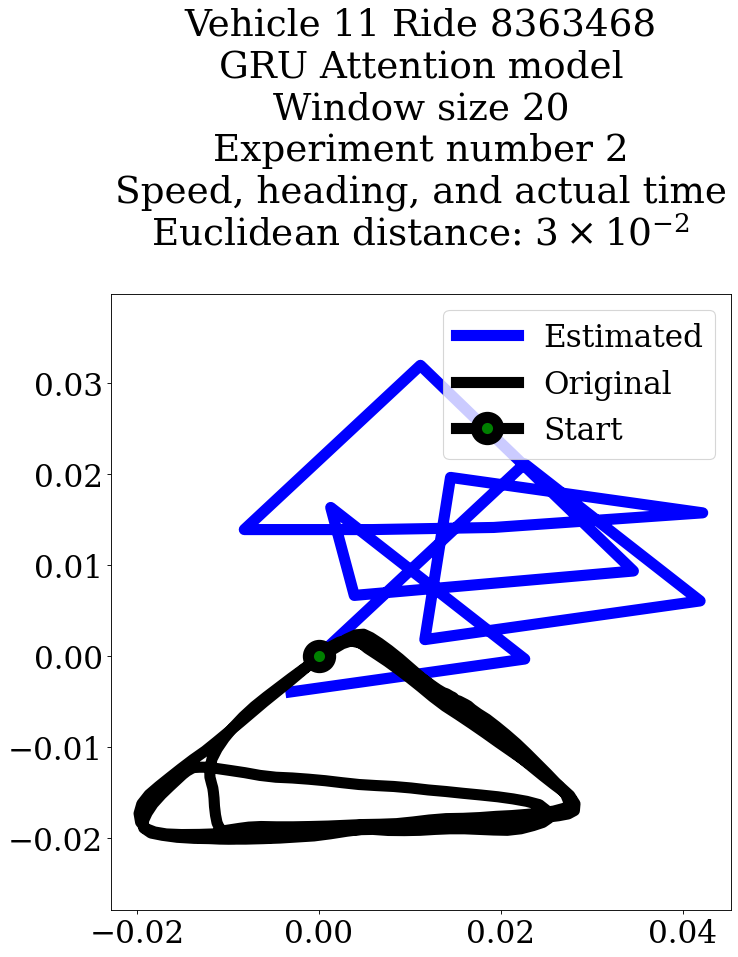 Vehicle 11 Ride 8363468
GRU Attention model
Window size 20
Experiment number 2
Speed, heading, and actual time
Euclidean distance: 3 × 10⁻²
Estimated
Original
Start
0.03
0.02
0.01
0.00
−0.01
−0.02
−0.02 0.00 0.02 0.04